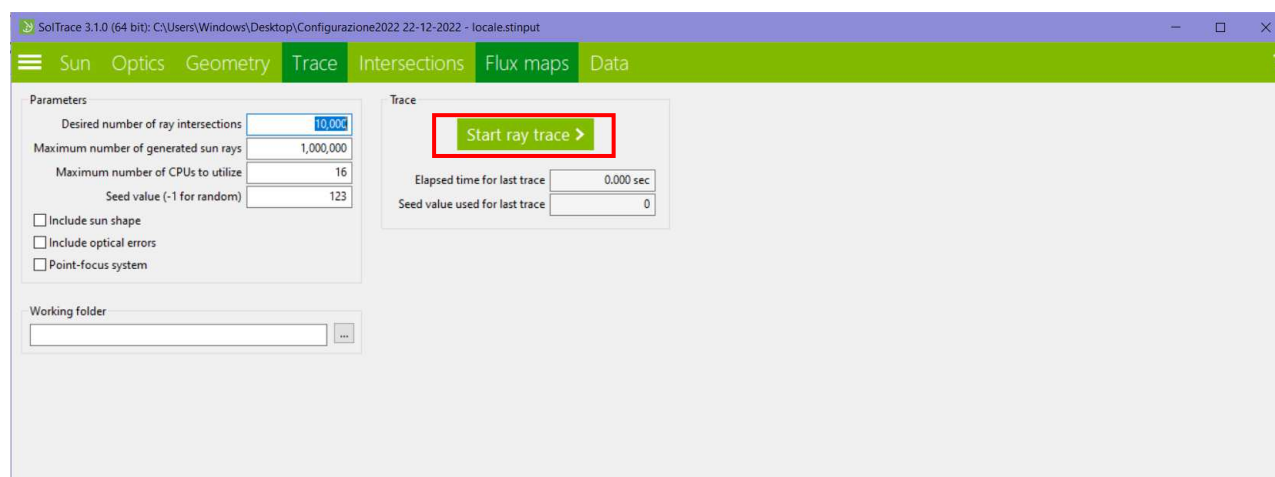 SolTrace 3.1.0 (64 bit): C:\Users\Windows\Desktop\Configurazione2022 22-12-2022 - locale.stinput
Sun Optics Geometry Trace Intersections Flux maps Data
Parameters
Desired number of ray intersections 10,000
Maximum number of generated sun rays 1,000,000
Maximum number of CPUs to utilize 16
Seed value (-1 for random) 123
Include sun shape
Include optical errors
Point-focus system
Working folder
...
Trace
Start ray trace >
Elapsed time for last trace 0.000 sec
Seed value used for last trace 0